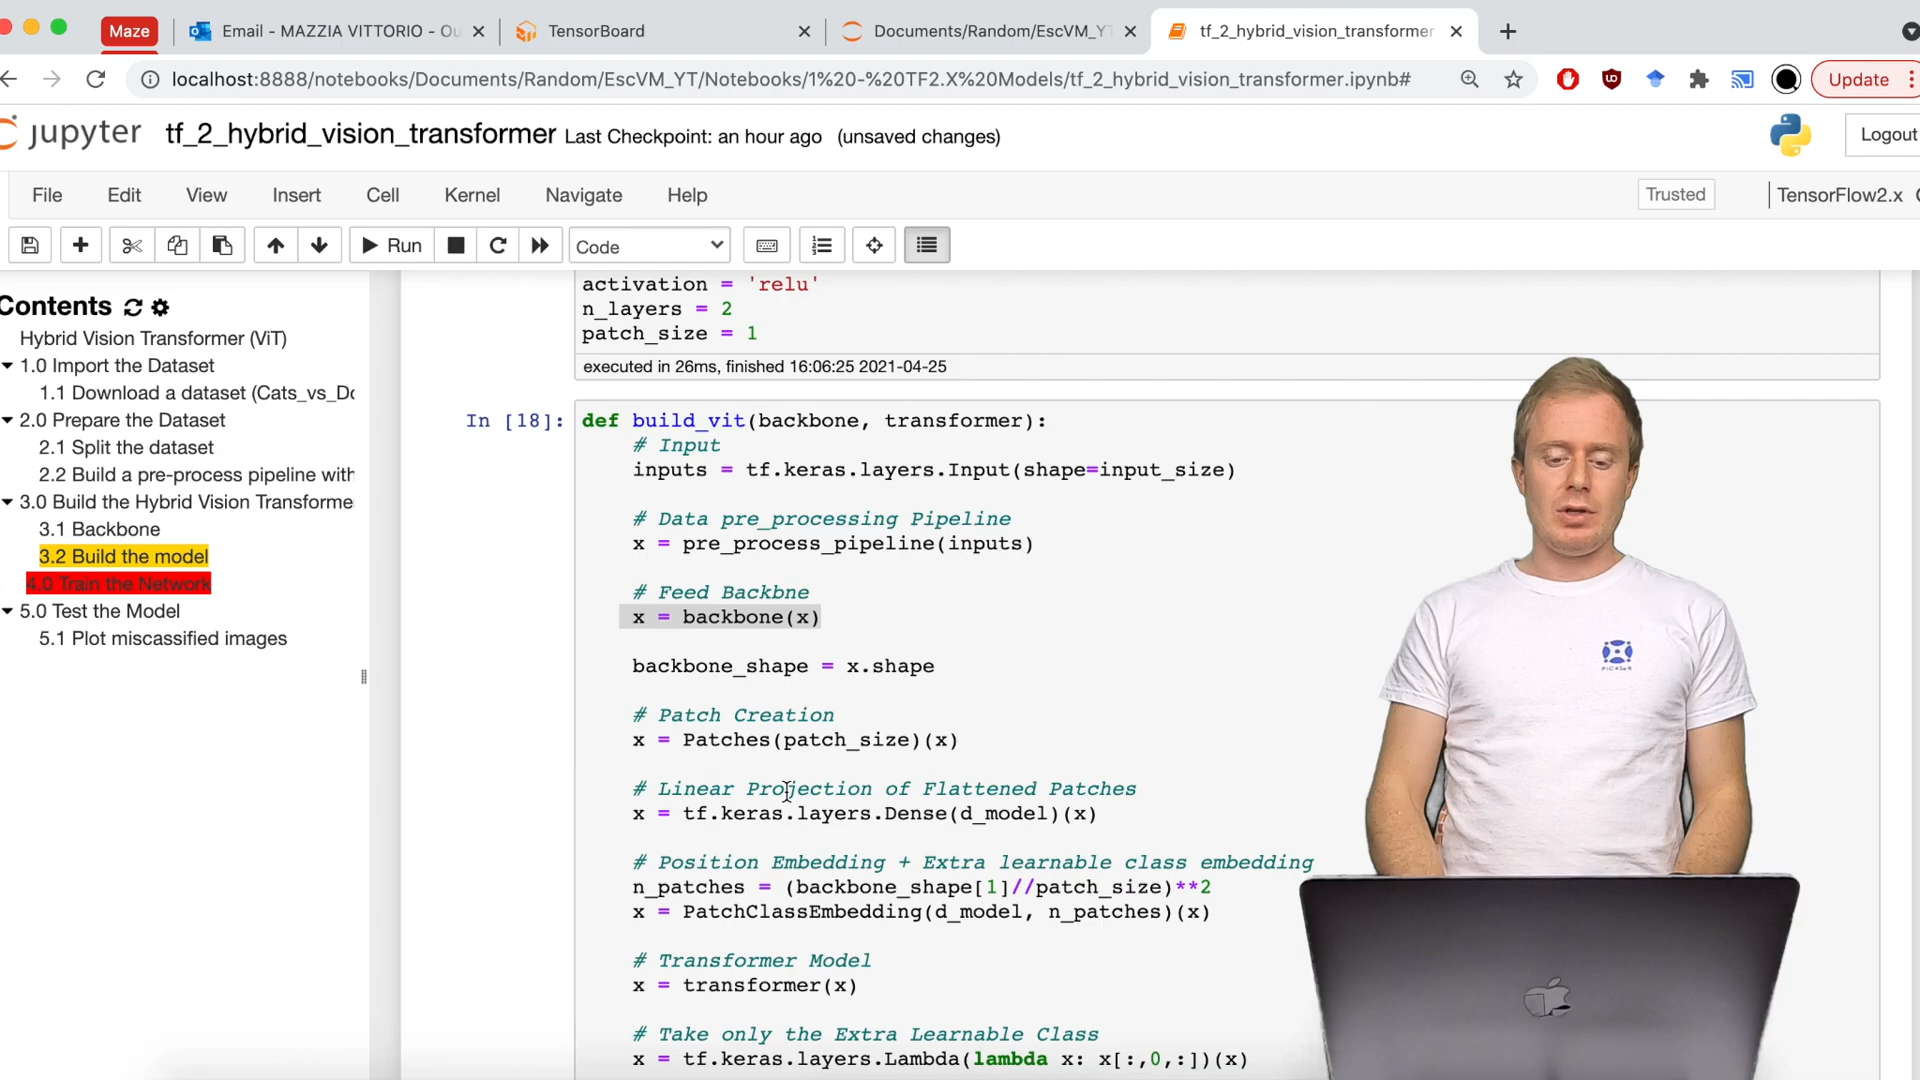 Maze
Email - MAZZIA VITTORIO - Ou
TensorBoard
Documents/Random/EscVM_YT
tf_2_hybrid_vision_transformer
localhost:8888/notebooks/Documents/Random/EscVM_YT/Notebooks/1%20-%20TF2.X%20Models/tf_2_hybrid_vision_transformer.ipynb#
Update
jupyter tf_2_hybrid_vision_transformer Last Checkpoint: an hour ago (unsaved changes)
Logout
File Edit View Insert Cell Kernel Navigate Help
Trusted
TensorFlow2.x
Run
Code
Contents
Hybrid Vision Transformer (ViT)
1.0 Import the Dataset
1.1 Download a dataset (Cats_vs_Do
2.0 Prepare the Dataset
2.1 Split the dataset
2.2 Build a pre-process pipeline with
3.0 Build the Hybrid Vision Transforme
3.1 Backbone
3.2 Build the model
4.0 Train the Network
5.0 Test the Model
5.1 Plot miscassified images
activation = 'relu'
n_layers = 2
patch_size = 1
executed in 26ms, finished 16:06:25 2021-04-25
In [18]:
def build_vit(backbone, transformer):
# Input
inputs = tf.keras.layers.Input(shape=input_size)
# Data pre_processing Pipeline
x = pre_process_pipeline(inputs)
# Feed Backbne
x = backbone(x)
backbone_shape = x.shape
# Patch Creation
x = Patches(patch_size)(x)
# Linear Projection of Flattened Patches
x = tf.keras.layers.Dense(d_model)(x)
# Position Embedding + Extra learnable class embedding
n_patches = (backbone_shape[1]//patch_size)**2
x = PatchClassEmbedding(d_model, n_patches)(x)
# Transformer Model
x = transformer(x)
# Take only the Extra Learnable Class
x = tf.keras.layers.Lambda(lambda x: x[:,0,:])(x)
PIC4SeR